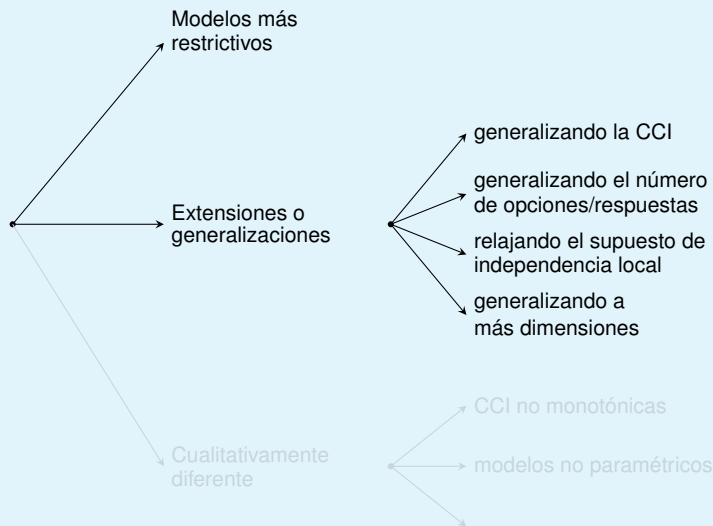 Modelos más
restrictivos
Extensiones o
generalizaciones
generalizando la CCI
generalizando el número
de opciones/respuestas
relajando el supuesto de
independencia local
generalizando a
más dimensiones
Cualitativamente
diferente
CCI no monotónicas
modelos no paramétricos